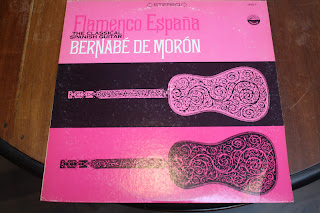 STEREO
Flamenco España
THE CLASSICAL
SPANISH GUITAR
BERNABÉ DE MORÓN